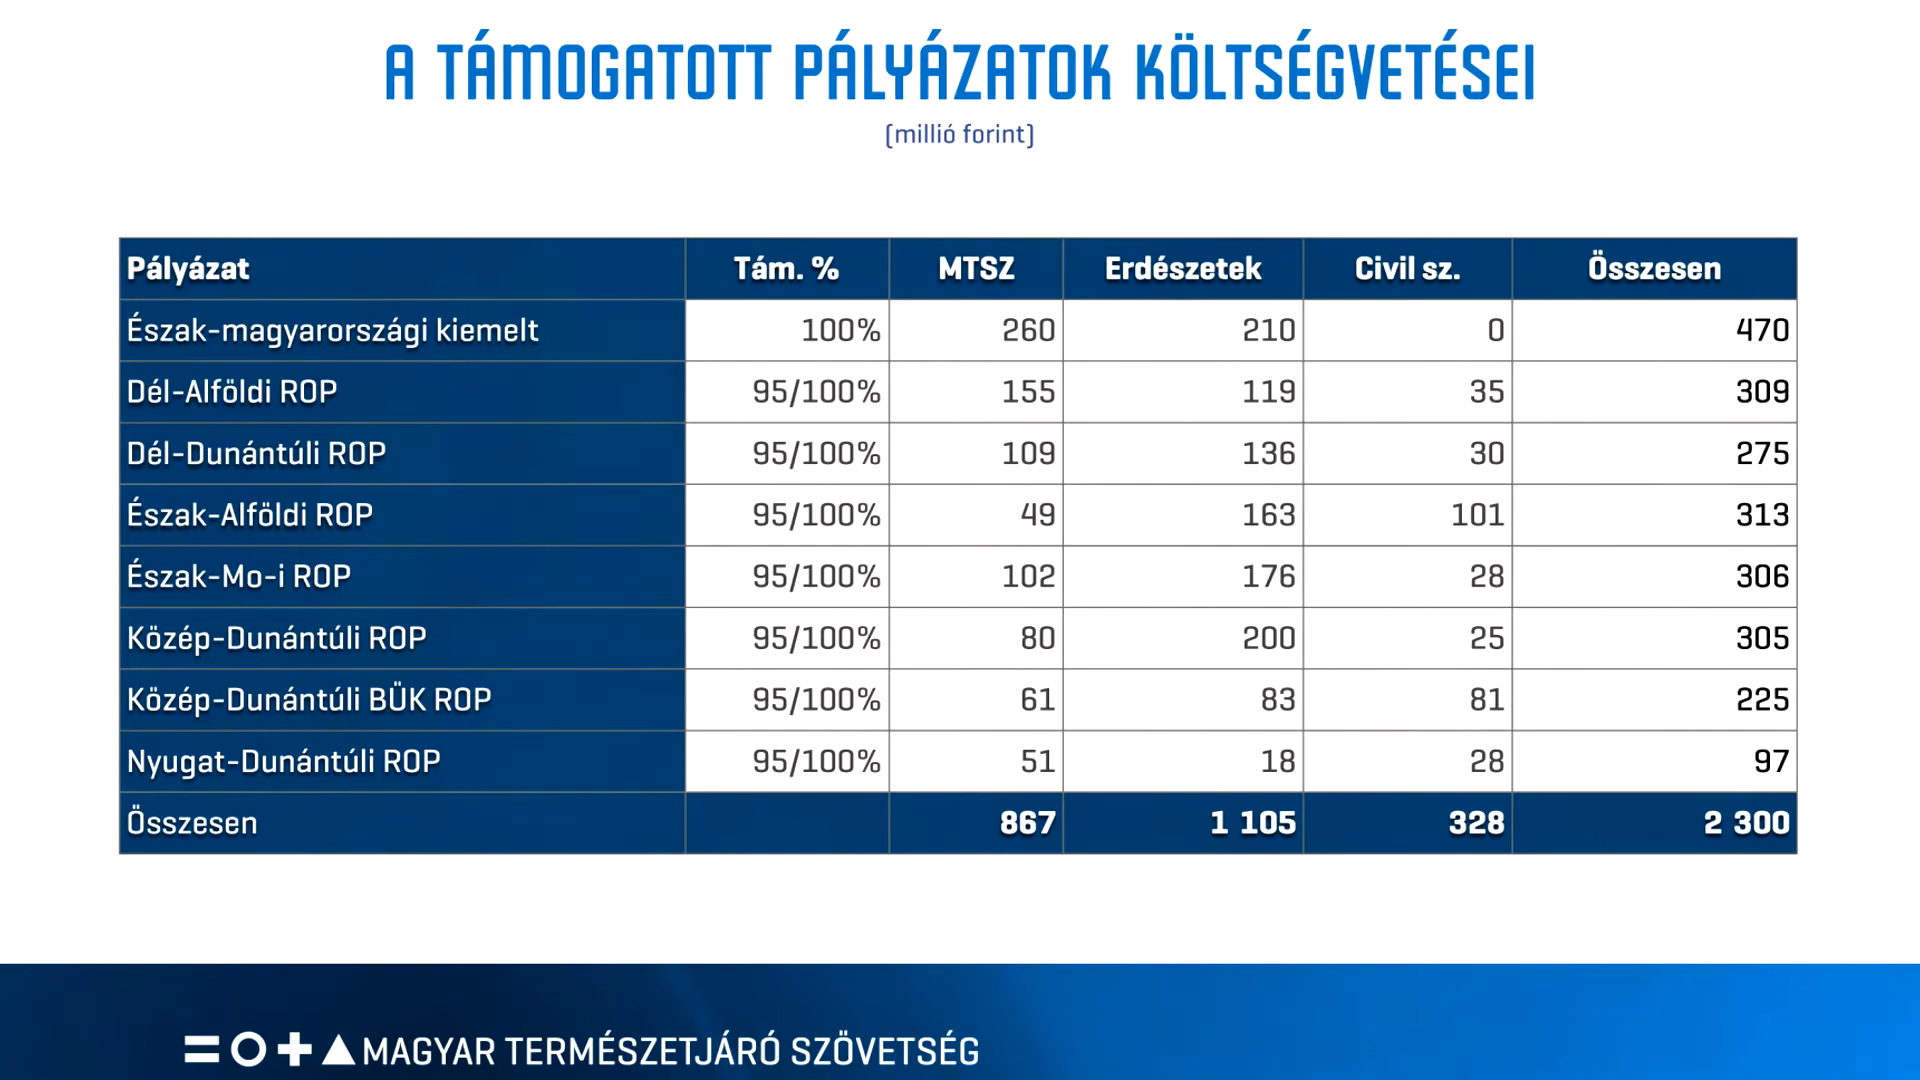 A TÁMOGATOTT PÁLYÁZATOK KÖLTSÉGVETÉSEI
(millió forint)
Pályázat Tám. % MTSZ Erdészetek Civil sz. Összesen
Észak-magyarországi kiemelt 100% 260 210 0 470
Dél-Alföldi ROP 95/100% 155 119 35 309
Dél-Dunántúli ROP 95/100% 109 136 30 275
Észak-Alföldi ROP 95/100% 49 163 101 313
Észak-Mo-i ROP 95/100% 102 176 28 306
Közép-Dunántúli ROP 95/100% 80 200 25 305
Közép-Dunántúli BÜK ROP 95/100% 61 83 81 225
Nyugat-Dunántúli ROP 95/100% 51 18 28 97
Összesen 867 1 105 328 2 300
MAGYAR TERMÉSZETJÁRÓ SZÖVETSÉG